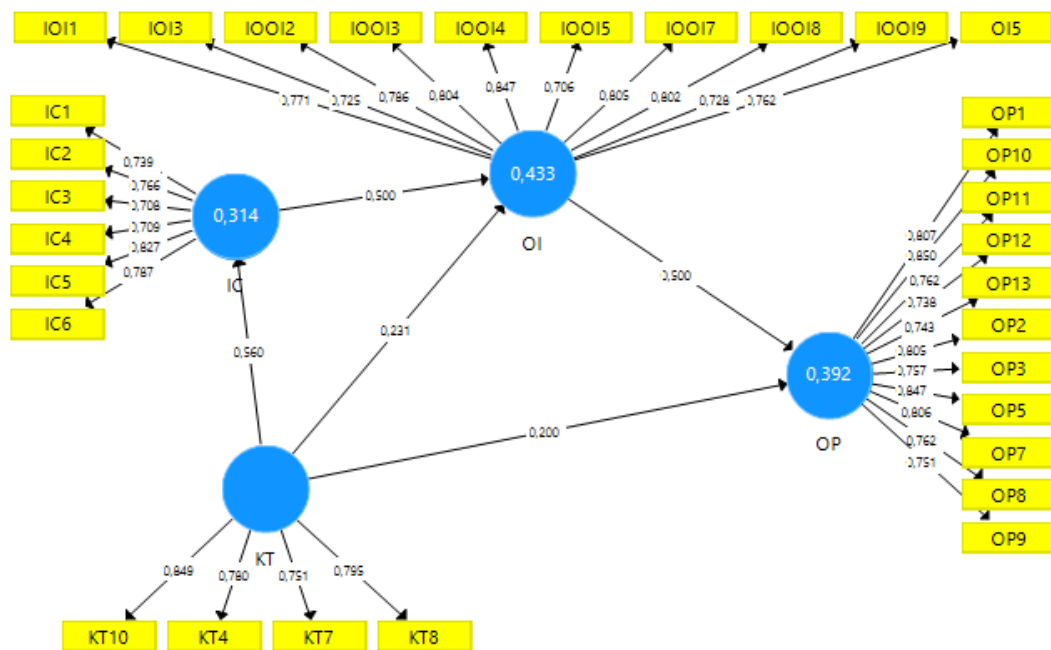 IOI1 IOI3 IOOI2 IOOI3 IOOI4 IOOI5 IOOI7 IOOI8 IOOI9 OI5
0,771 0,725 0,786 0,804 0,847 0,706 0,805 0,802 0,728 0,762
IC1
IC2
IC3
IC4
IC5
IC6
0,739
0,766
0,708
0,709
0,827
0,787
0,314
IC
0,500
0,433
OI
0,560
0,231
0,500
0,200
0,392
OP
0,807
0,850
0,762
0,738
0,743
0,805
0,757
0,847
0,806
0,762
0,751
OP1
OP10
OP11
OP12
OP13
OP2
OP3
OP5
OP7
OP8
OP9
KT
0,849 0,780 0,751 0,795
KT10 KT4 KT7 KT8